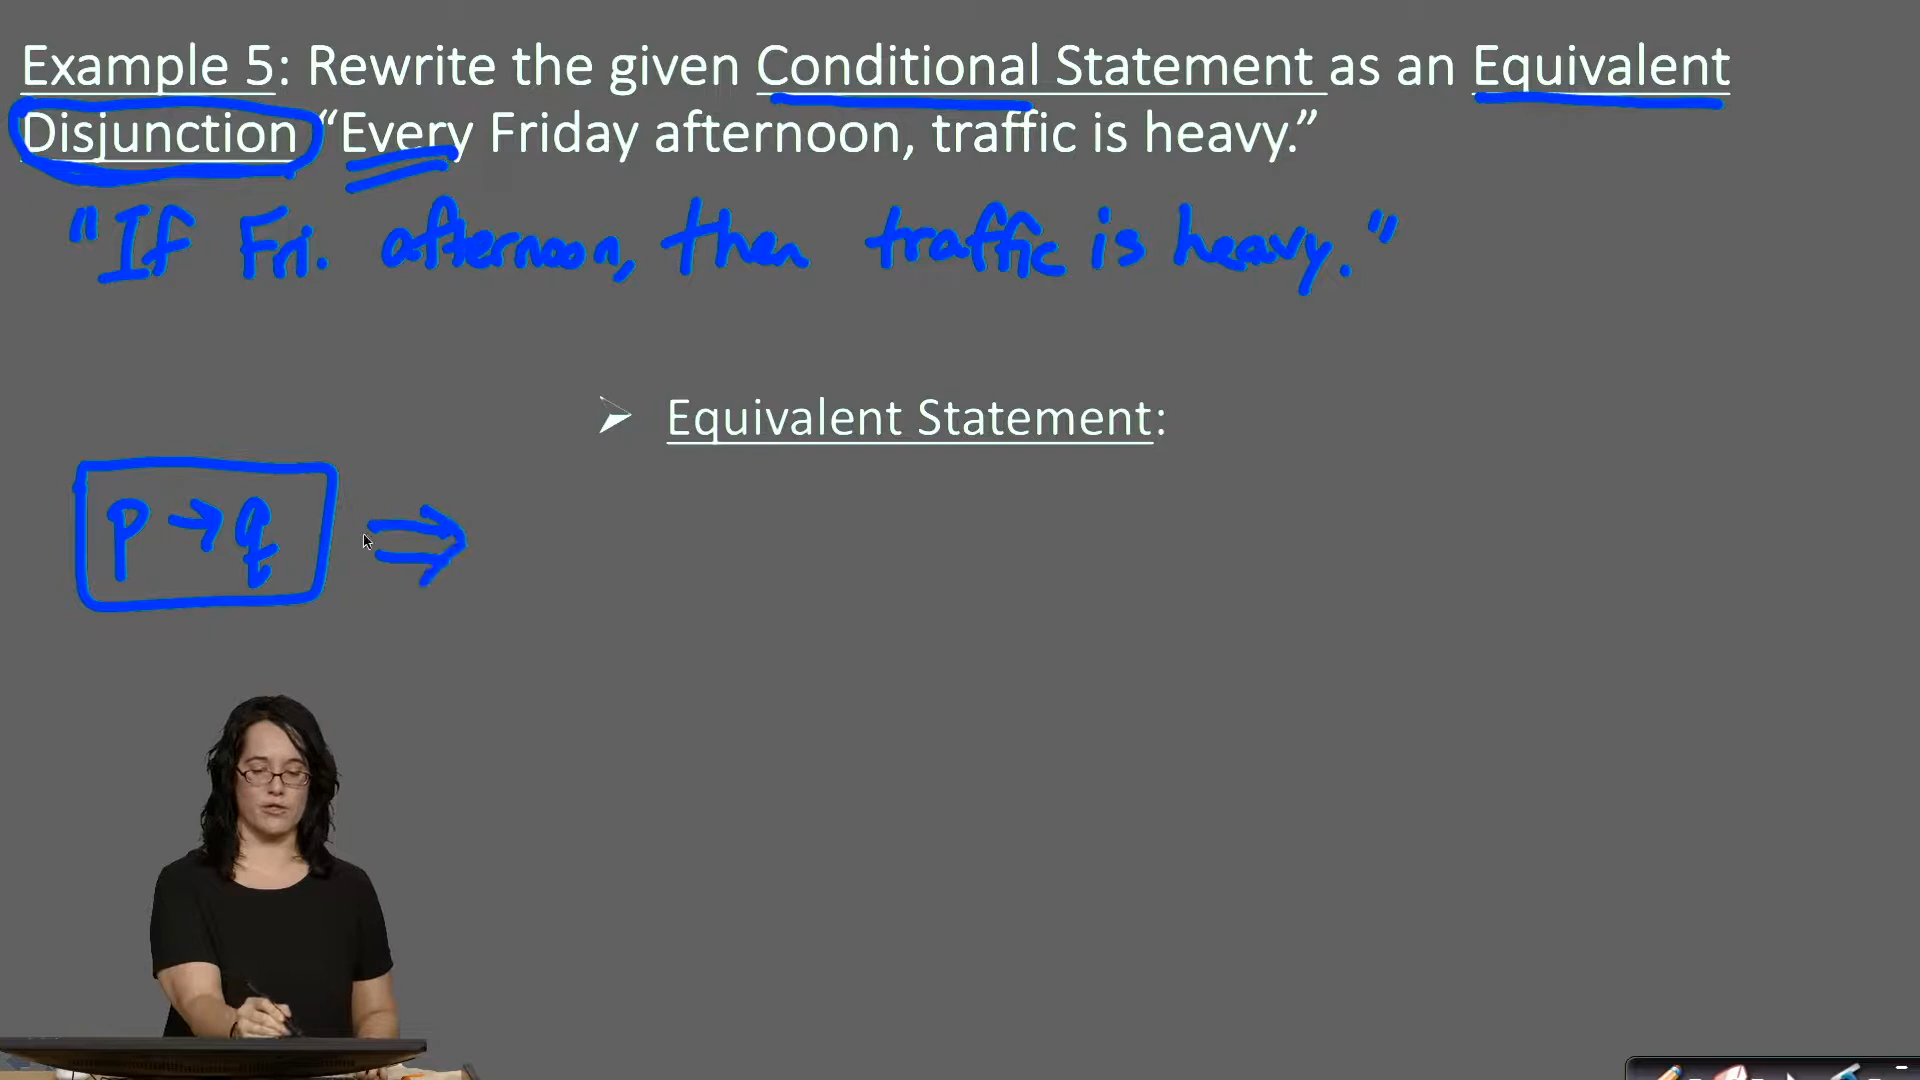 Example 5: Rewrite the given Conditional Statement as an Equivalent
Disjunction “Every Friday afternoon, traffic is heavy.”
"If Fri. afternoon, then traffic is heavy."
➢ Equivalent Statement:
p → q ⇒